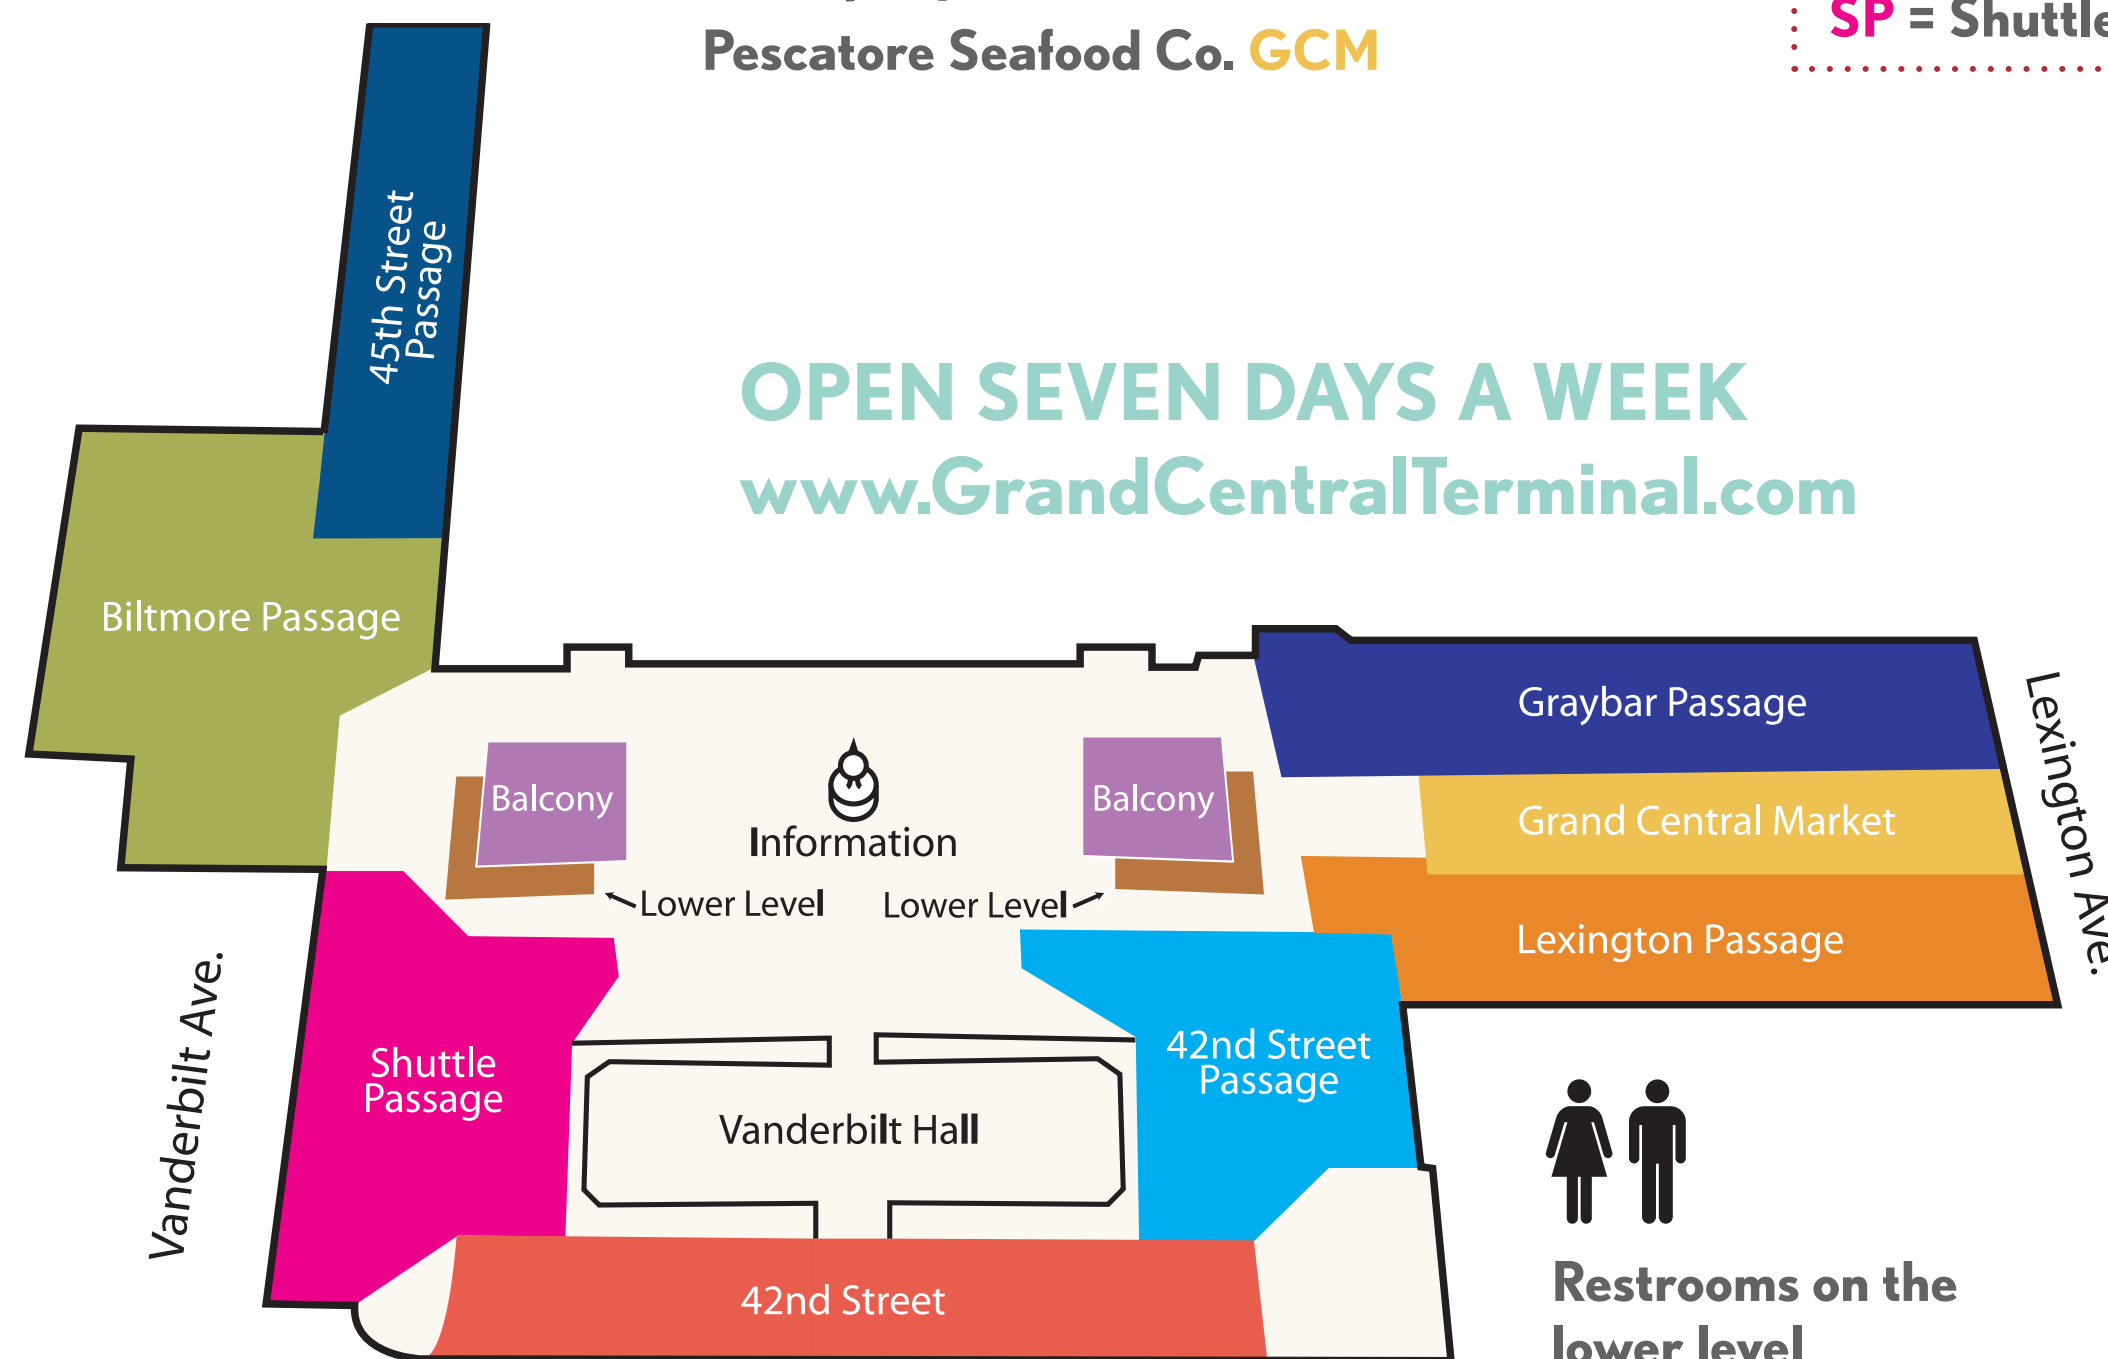 Pescatore Seafood Co. GCM
SP = Shuttle
45th Street
Passage
OPEN SEVEN DAYS A WEEK
www.GrandCentralTerminal.com
Biltmore Passage
Graybar Passage
Lexington Ave.
Balcony
Balcony
Grand Central Market
Information
Lower Level
Lower Level
Lexington Passage
Vanderbilt Ave.
Shuttle
Passage
42nd Street
Passage
Vanderbilt Hall
42nd Street
Restrooms on the
lower level